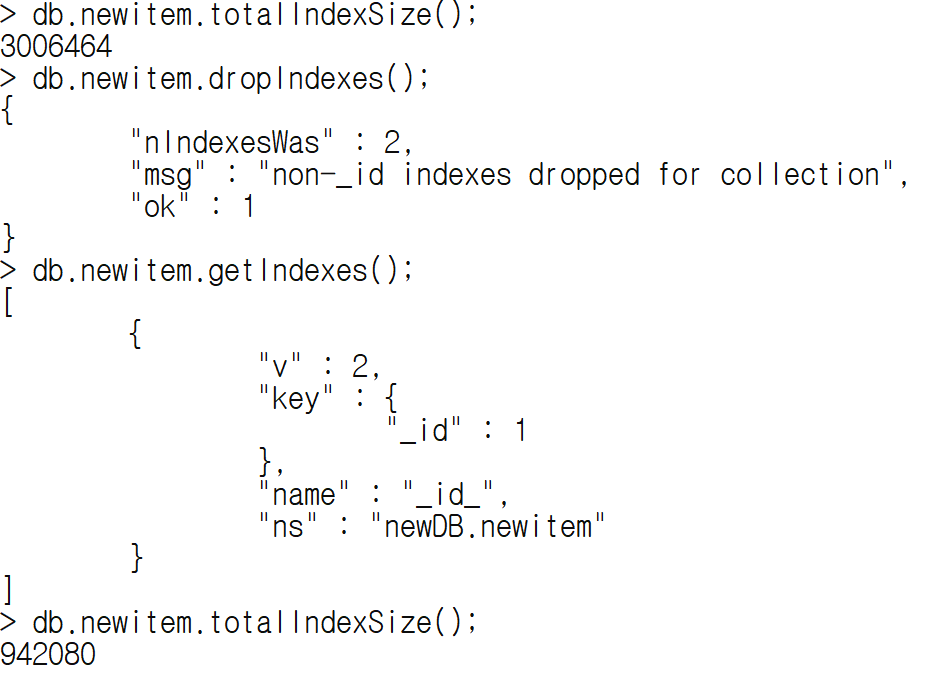 > db.newitem.totalIndexSize();
3006464
> db.newitem.dropIndexes();
{
        "nIndexesWas" : 2,
        "msg" : "non-_id indexes dropped for collection",
        "ok" : 1
}
> db.newitem.getIndexes();
[
        {
                "v" : 2,
                "key" : {
                        "_id" : 1
                },
                "name" : "_id_",
                "ns" : "newDB.newitem"
        }
]
> db.newitem.totalIndexSize();
942080